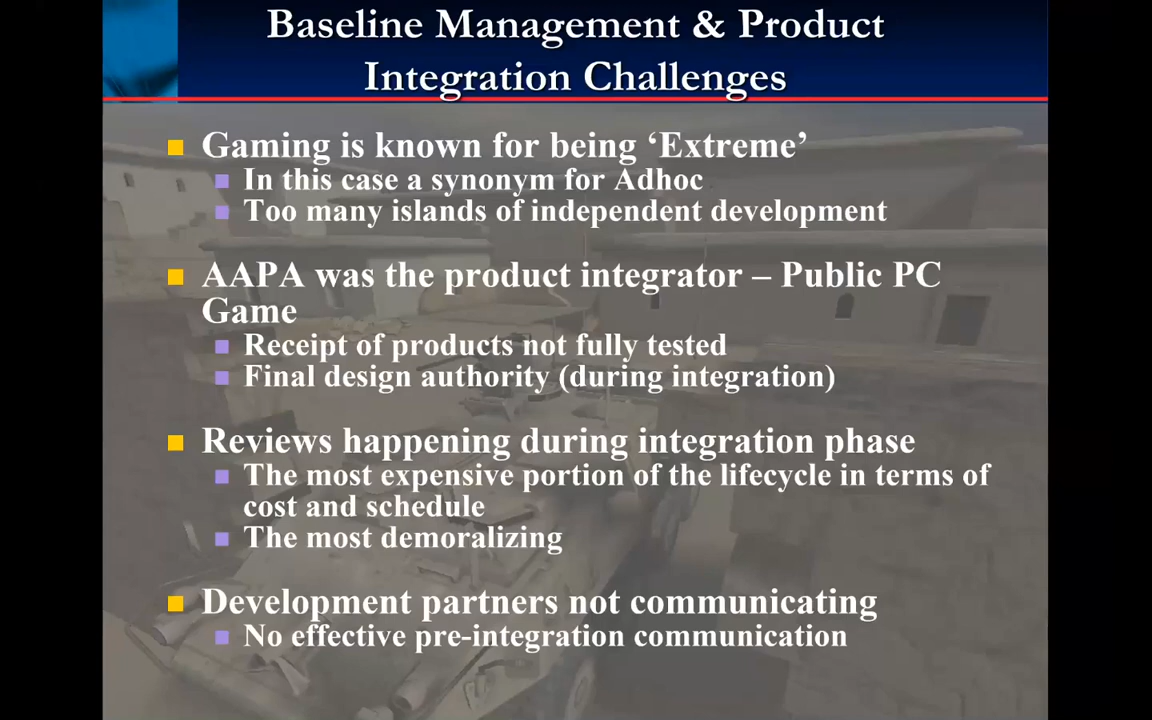 Baseline Management & Product
Integration Challenges
Gaming is known for being ‘Extreme’
In this case a synonym for Adhoc
Too many islands of independent development
AAPA was the product integrator – Public PC
Game
Receipt of products not fully tested
Final design authority (during integration)
Reviews happening during integration phase
The most expensive portion of the lifecycle in terms of
cost and schedule
The most demoralizing
Development partners not communicating
No effective pre-integration communication